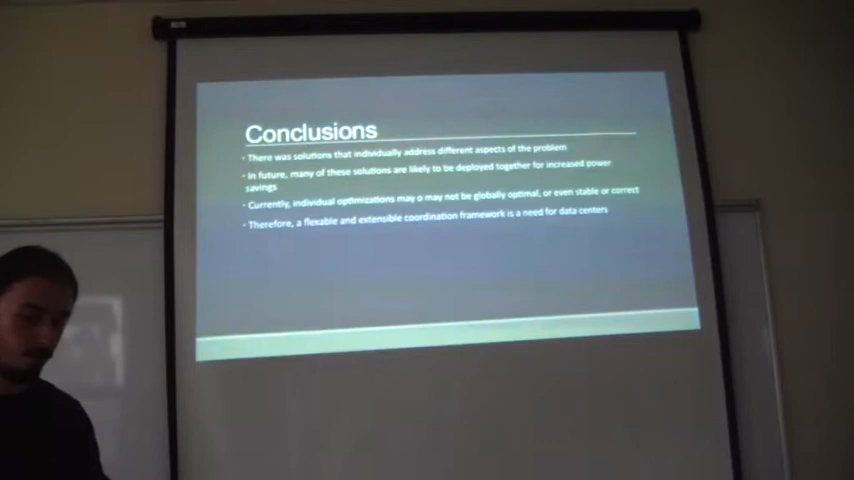 Conclusions
- There was solutions that individually address different aspects of the problem
- In future, many of these solutions are likely to be deployed together for increased power
savings
- Currently, individual optimizations may o may not be globally optimal, or even stable or correct
- Therefore, a flexable and extensible coordination framework is a need for data centers